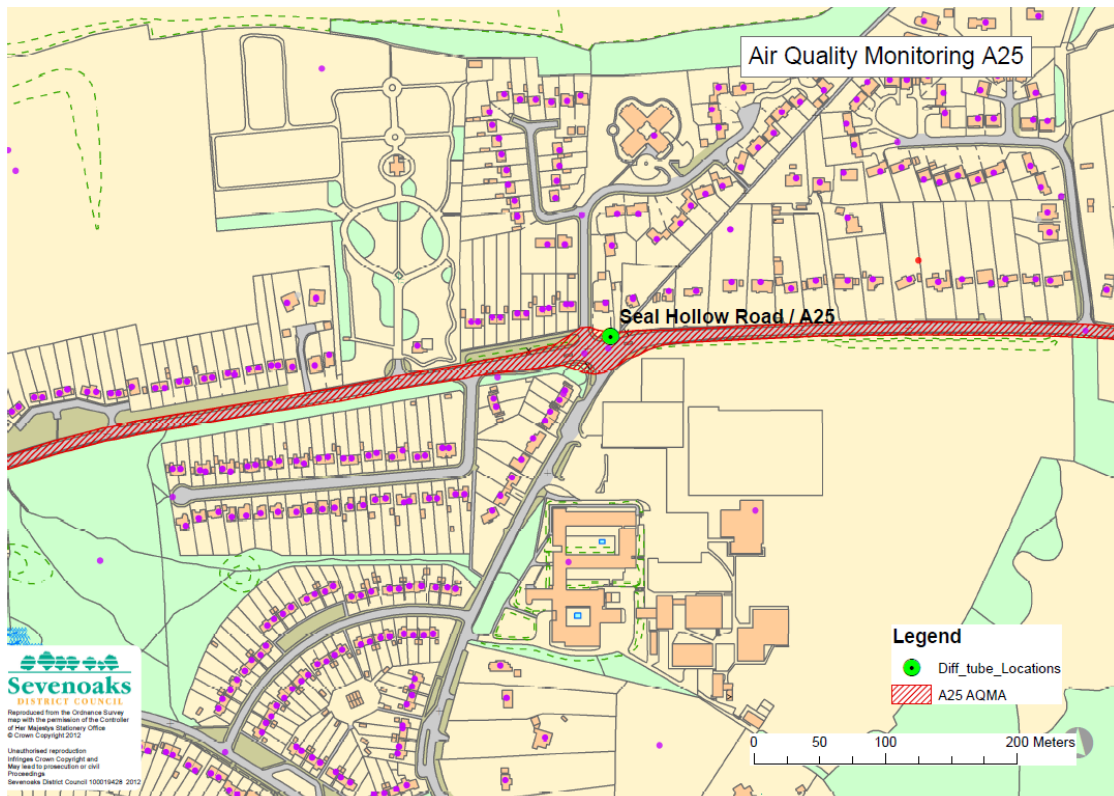 Air Quality Monitoring A25
Seal Hollow Road / A25
Legend
Diff_tube_Locations
A25 AQMA
0 50 100 200 Meters
Sevenoaks
DISTRICT COUNCIL
Reproduced from the Ordnance Survey
map with the permission of the Controller
of Her Majestys Stationery Office
© Crown Copyright 2012
Unauthorised reproduction
Infringes Crown Copyright and
May lead to prosecution or civil
Proceedings
Sevenoaks District Council 100019428 2012